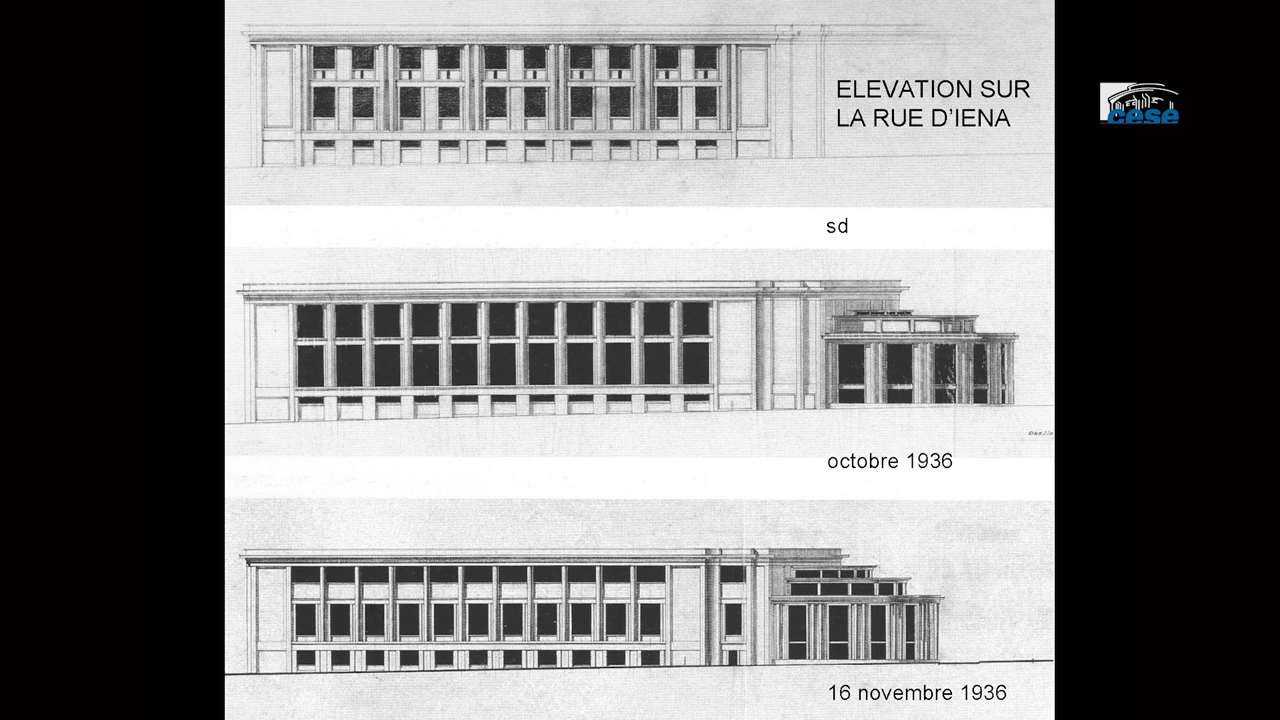 ELEVATION SUR
LA RUE D'IENA
cese
sd
octobre 1936
16 novembre 1936